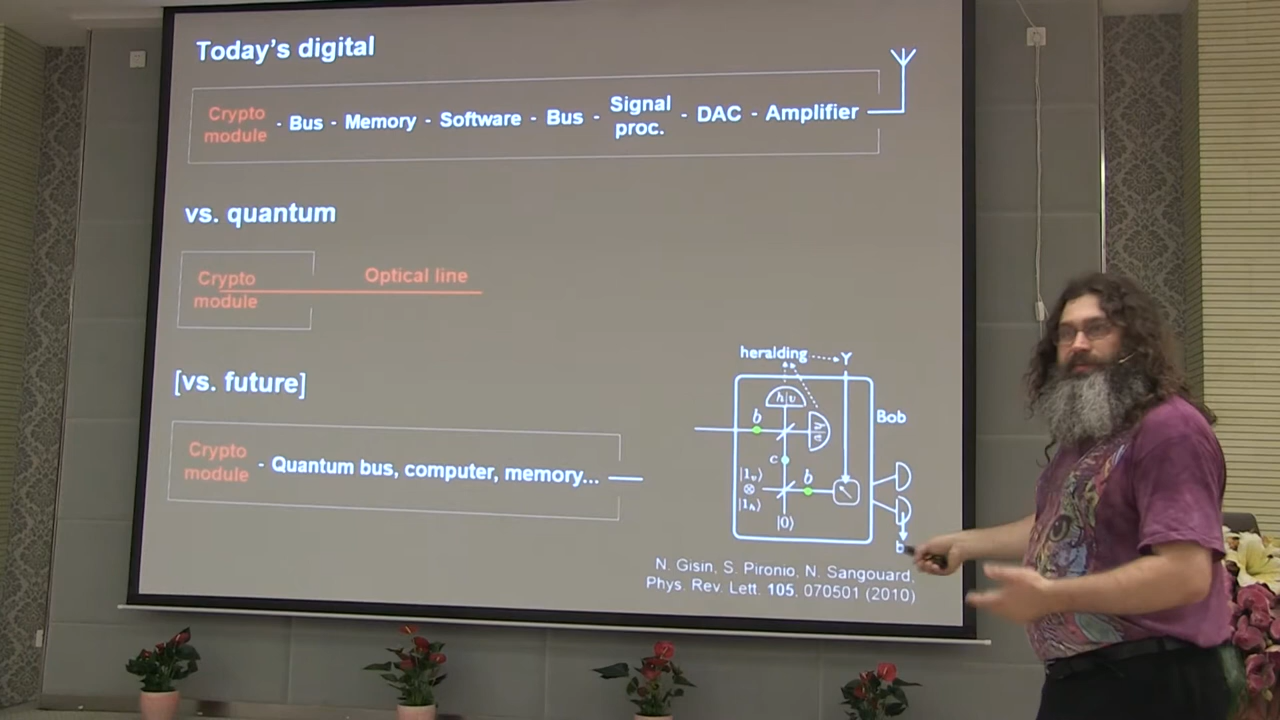 Today's digital
Crypto module - Bus - Memory - Software - Bus - Signal proc. - DAC - Amplifier
vs. quantum
Crypto module
Optical line
[vs. future]
Crypto module - Quantum bus, computer, memory...
heralding Y
h|v
b
Bob
c
|1v⟩
⊗
|1h⟩
b
|0⟩
b
N. Gisin, S. Pironio, N. Sangouard,
Phys. Rev. Lett. 105, 070501 (2010)